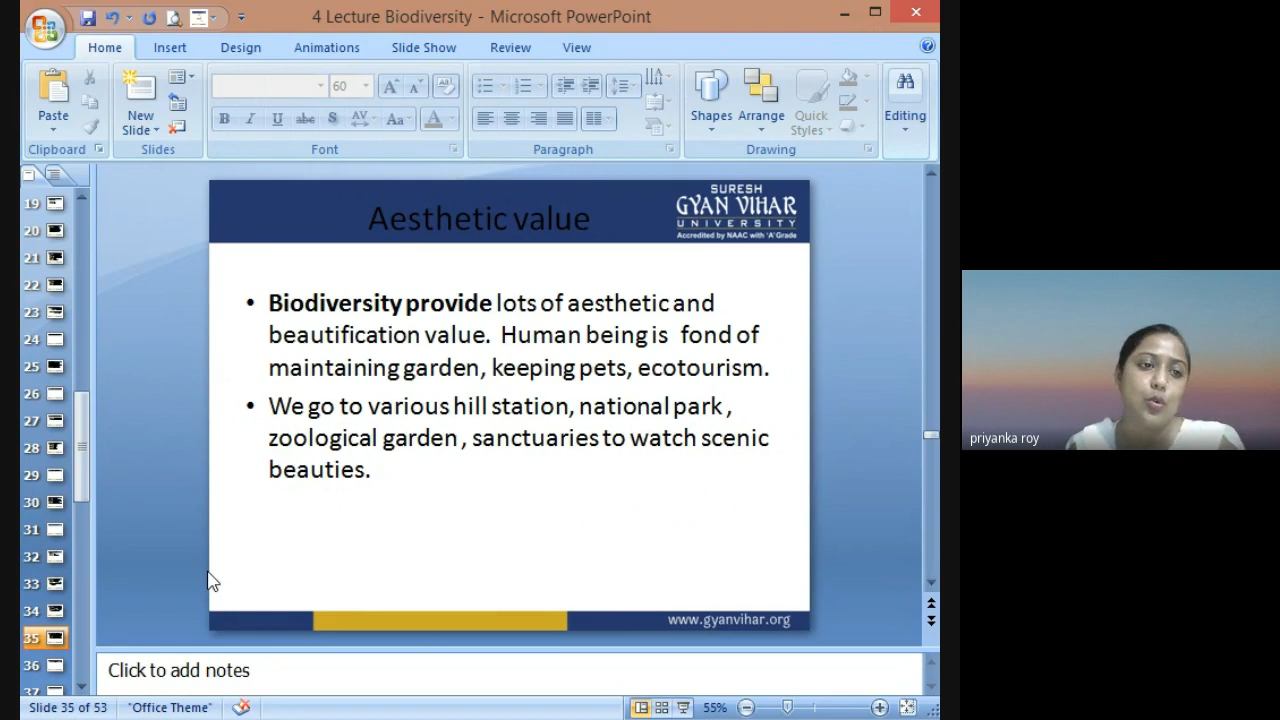 4 Lecture Biodiversity - Microsoft PowerPoint
Home Insert Design Animations Slide Show Review View
Paste
New Slide
60
Shapes Arrange Quick Styles
Editing
Clipboard Slides Font Paragraph Drawing
19
20
21
22
23
24
25
26
27
28
29
30
31
32
33
34
35
36
37
SURESH
GYAN VIHAR
UNIVERSITY
Accredited by NAAC with 'A' Grade
Aesthetic value
• Biodiversity provide lots of aesthetic and
beautification value. Human being is fond of
maintaining garden, keeping pets, ecotourism.
• We go to various hill station, national park ,
zoological garden , sanctuaries to watch scenic
beauties.
www.gyanvihar.org
Click to add notes
Slide 35 of 53 "Office Theme" 55%
priyanka roy